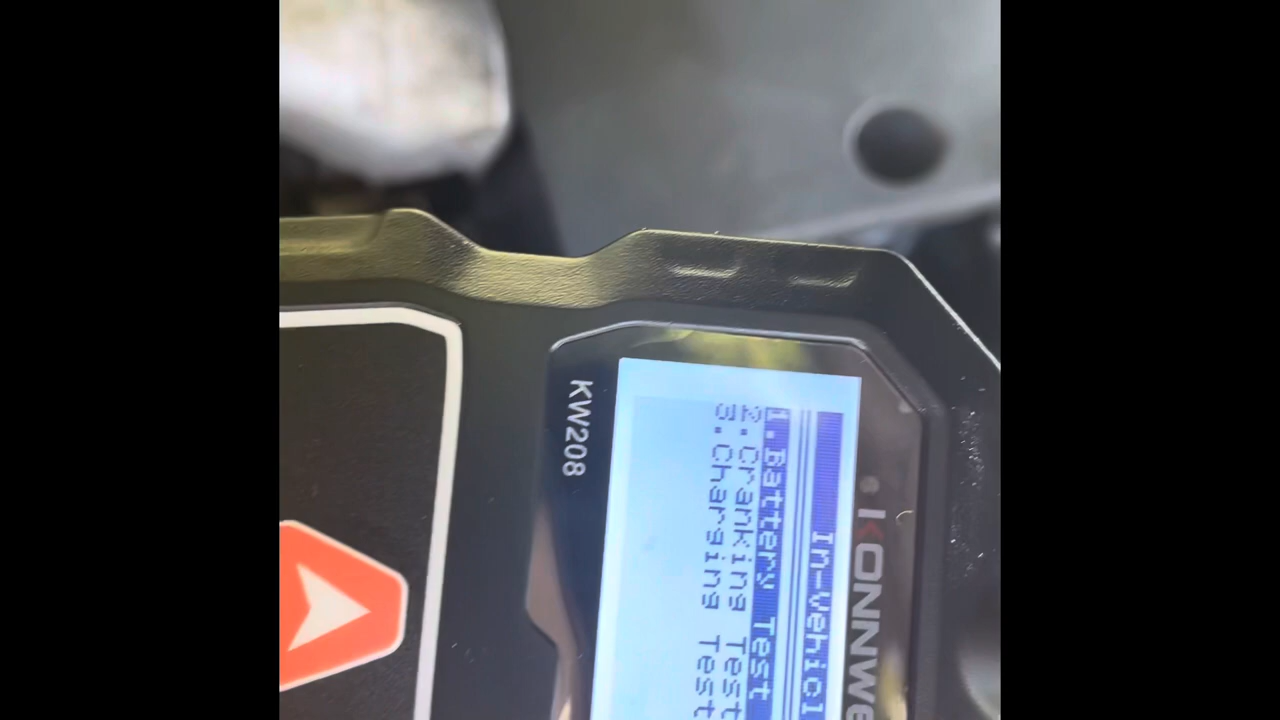 KONNWE
In-vehicl
1.Battery Test
2.Cranking Test
3.Charging Test
KW208